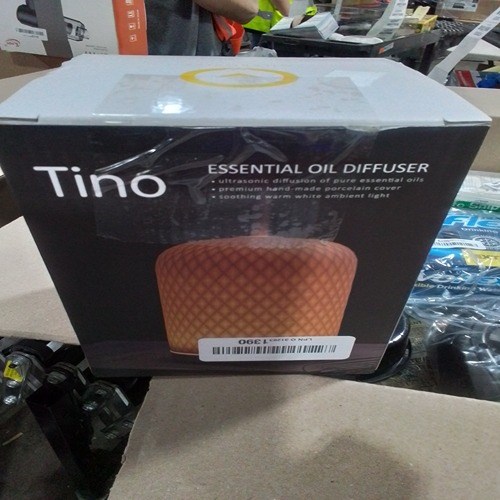 Tino
ESSENTIAL OIL DIFFUSER
• ultrasonic diffusion of pure essential oils
• premium hand-made porcelain cover
• soothing warm white ambient light
1390